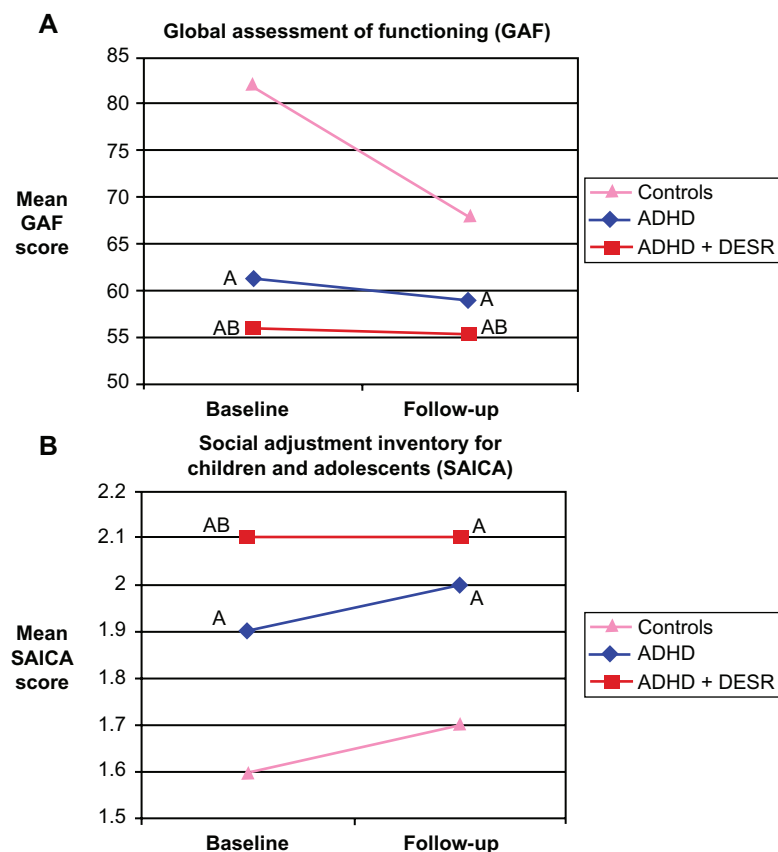 A
Global assessment of functioning (GAF)
85
80
75
70
65
60
55
50
Mean
GAF
score
A
A
AB
AB
Baseline
Follow-up
Controls
ADHD
ADHD + DESR
B
Social adjustment inventory for
children and adolescents (SAICA)
2.2
2.1
2
1.9
1.8
1.7
1.6
1.5
Mean
SAICA
score
AB
A
A
A
Baseline
Follow-up
Controls
ADHD
ADHD + DESR